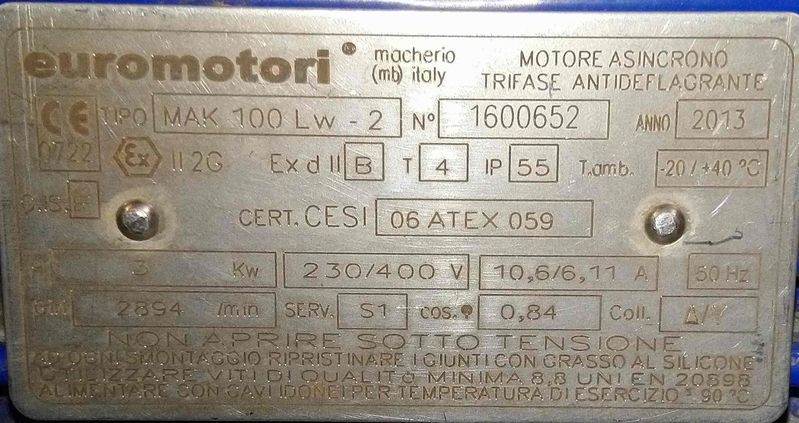 euromotori macherio (mb) italy
MOTORE ASINCRONO
TRIFASE ANTIDEFLAGRANTE
CE TIPO MAK 100 Lw - 2 N° 1600652 ANNO 2013
0722 Ex II 2G Ex d II B T 4 IP 55 T.amb. -20 / +40 °C
CERT. CESI 06 ATEX 059
3 Kw 230/400 V 10,6/6,11 A 50 Hz
2894 /min SERV. S1 cos. φ 0,84 Coll. Δ/Y
NON APRIRE SOTTO TENSIONE
AD OGNI SMONTAGGIO RIPRISTINARE I GIUNTI CON GRASSO AL SILICONE
UTILIZZARE VITI DI QUALITà MINIMA 8,8 UNI EN 20898
ALIMENTARE CON CAVI IDONEI PER TEMPERATURA DI ESERCIZIO 90 °C